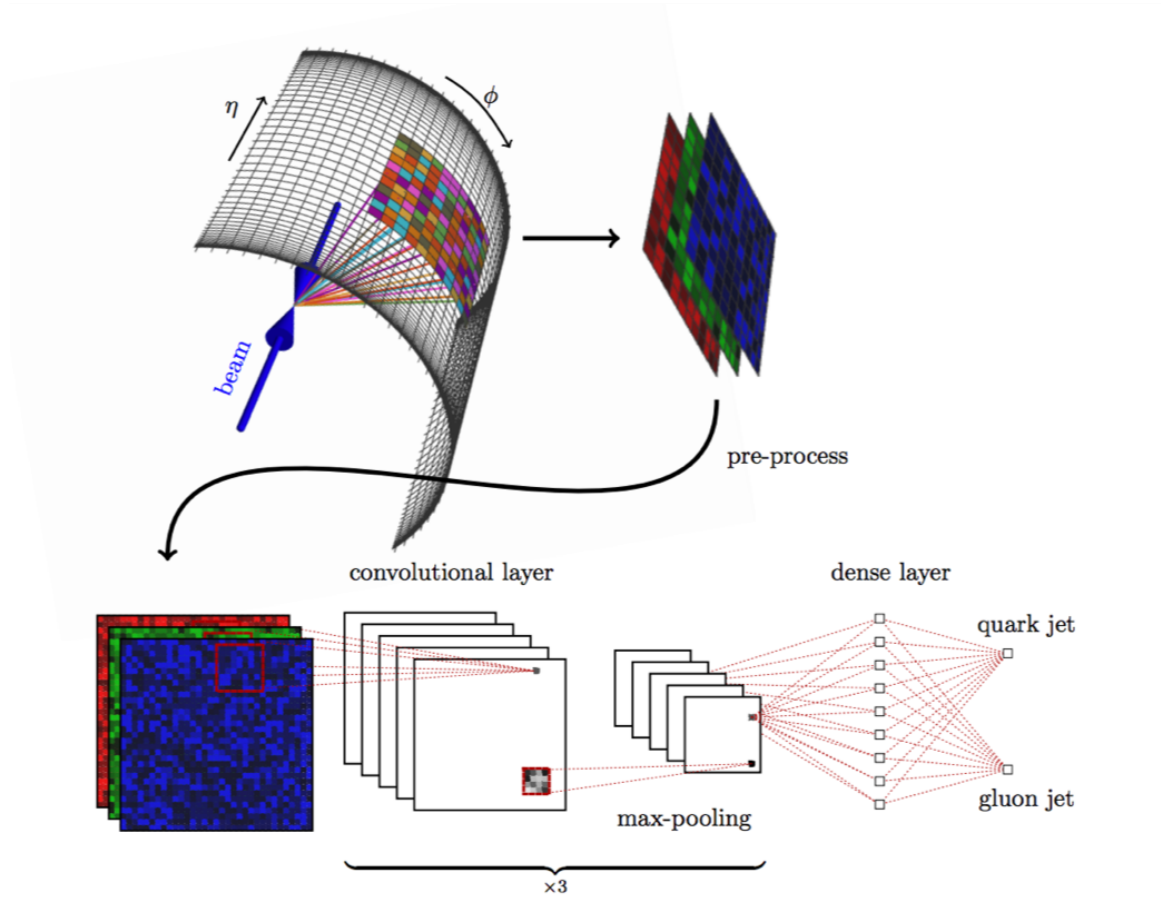 η
ϕ
beam
pre-process
convolutional layer
dense layer
quark jet
gluon jet
max-pooling
×3